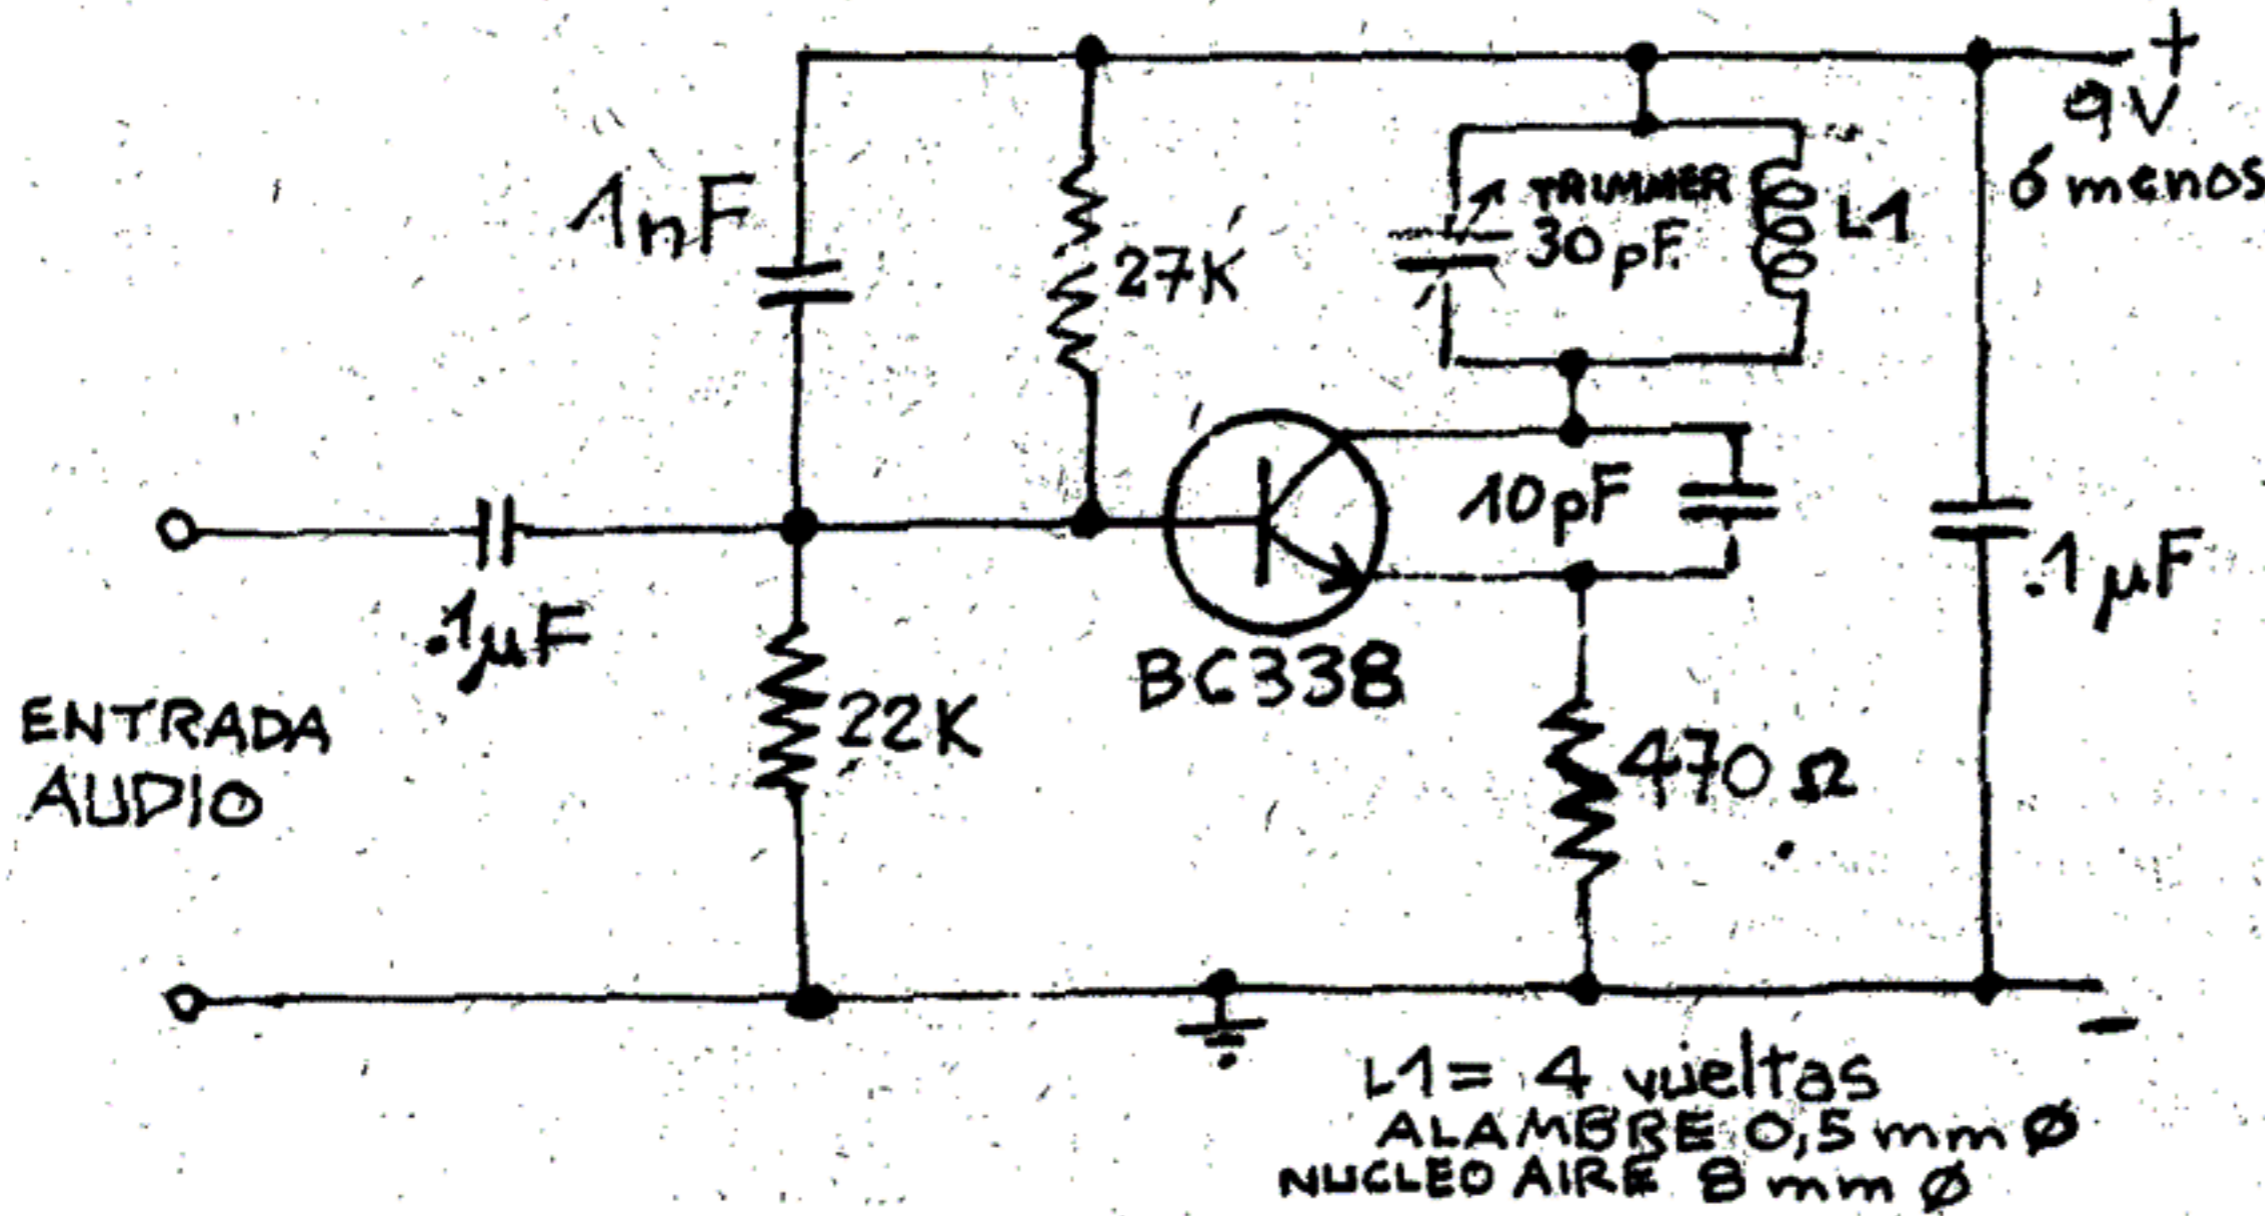 +
9V
ó menos
1nF
27K
TRIMMER
30pF.
L1
10pF
.1µF
.1µF
BC338
ENTRADA
AUDIO
22K
470 Ω
-
L1= 4 vueltas
ALAMBRE 0,5 mm Ø
NUCLEO AIRE 8 mm Ø